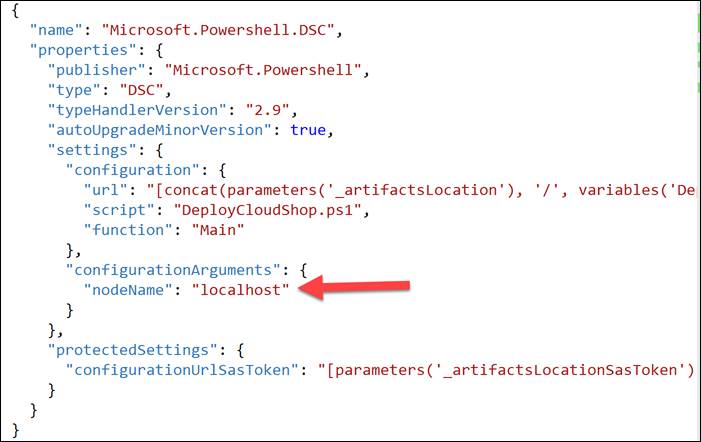 {
"name": "Microsoft.Powershell.DSC",
"properties": {
"publisher": "Microsoft.Powershell",
"type": "DSC",
"typeHandlerVersion": "2.9",
"autoUpgradeMinorVersion": true,
"settings": {
"configuration": {
"url": "[concat(parameters('_artifactsLocation'), '/', variables('De
"script": "DeployCloudShop.ps1",
"function": "Main"
},
"configurationArguments": {
"nodeName": "localhost"
}
},
"protectedSettings": {
"configurationUrlSasToken": "[parameters('_artifactsLocationSasToken')
}
}
}